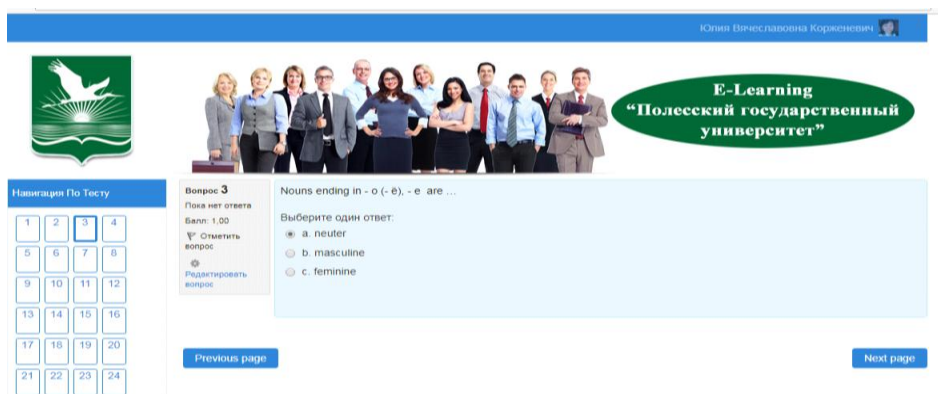 Юлия Вячеславовна Корженевич
E-Learning
“Полесский государственный
университет”
Навигация По Тесту
1 2 3 4
5 6 7 8
9 10 11 12
13 14 15 16
17 18 19 20
21 22 23 24
Вопрос 3
Пока нет ответа
Балл: 1,00
Отметить
вопрос
Редактировать
вопрос
Nouns ending in - о (- ё), - е are ...
Выберите один ответ:
a. neuter
b. masculine
c. feminine
Previous page
Next page